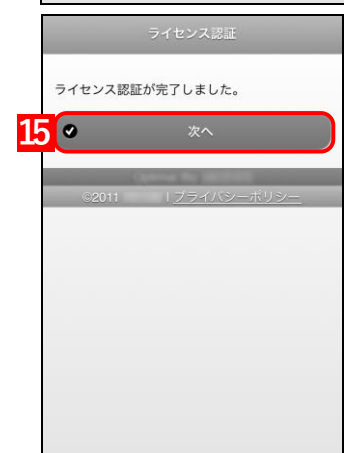 ライセンス認証
ライセンス認証が完了しました。
15
次へ
©2011 | プライバシーポリシー